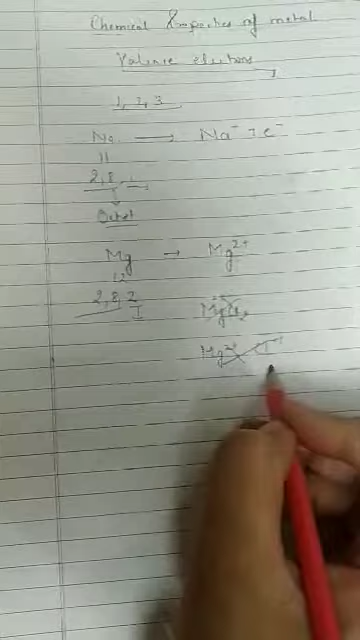 Chemical Properties of metal
Valence electrons
1, 2, 3
Na → Na⁻ + e⁻
11
2, 8, 1
Octet
Mg → Mg²⁺
12
2, 8, 2
Mg²⁺